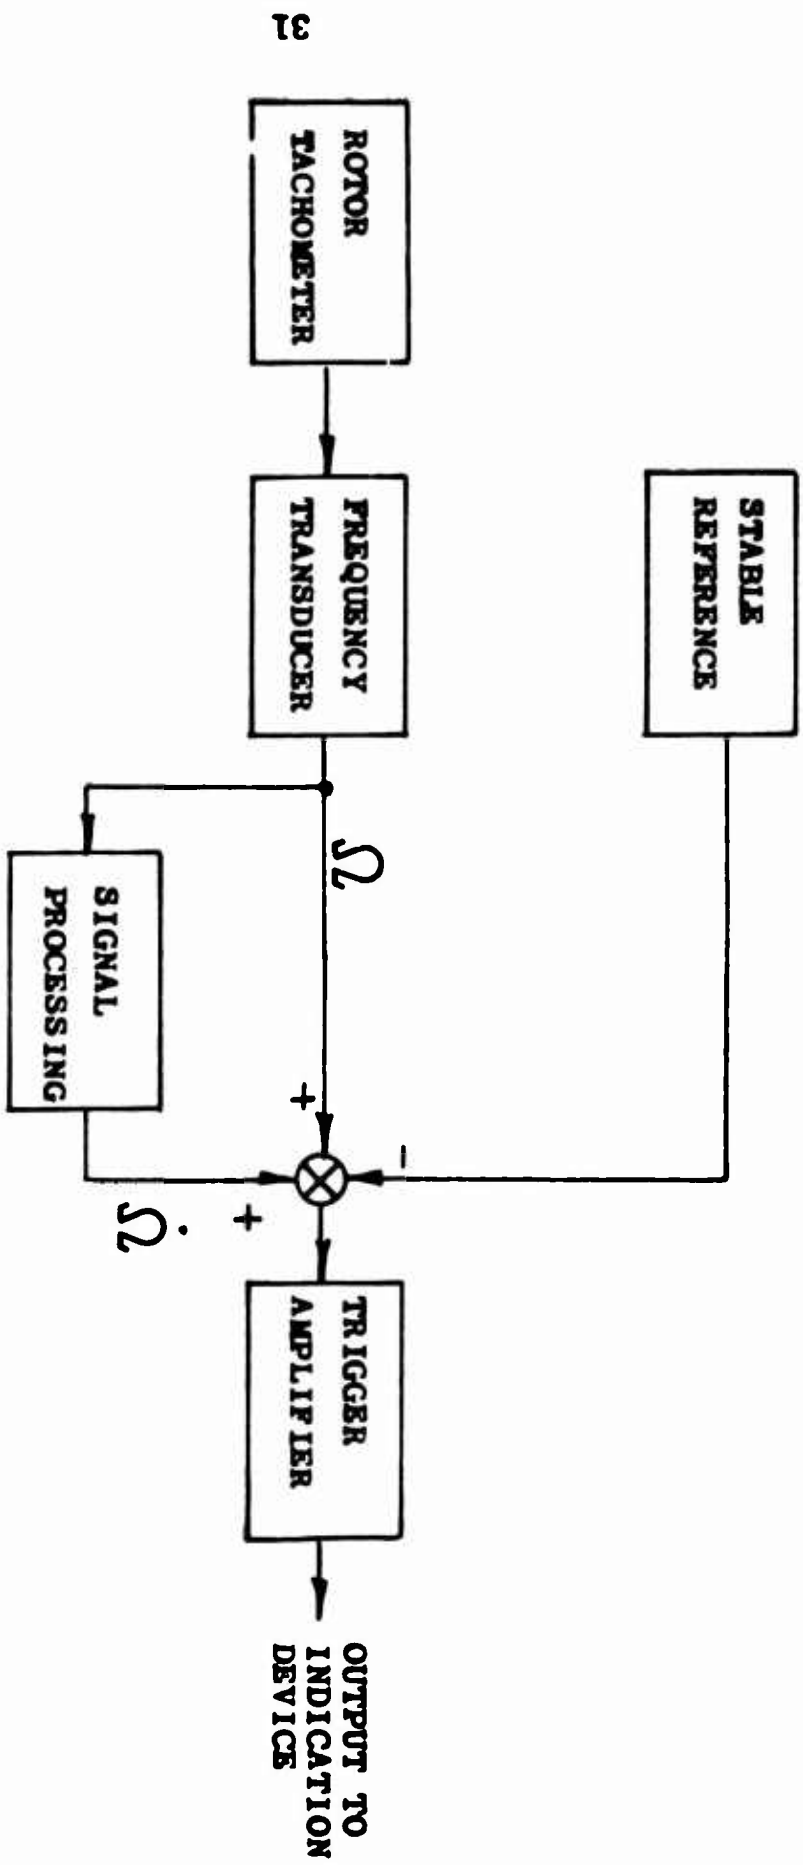 STABLE
REFERENCE
ROTOR
TACHOMETER
FREQUENCY
TRANSDUCER
Ω
+
-
TRIGGER
AMPLIFIER
OUTPUT TO
INDICATION
DEVICE
SIGNAL
PROCESSING
+
Ω̇
31